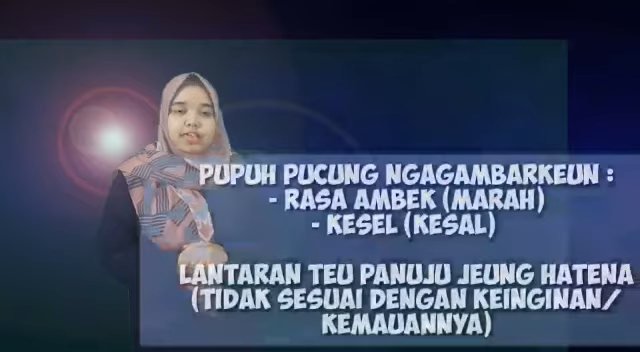 PUPUH PUCUNG NGAGAMBARKEUN :
- RASA AMBEK (MARAH)
- KESEL (KESAL)
LANTARAN TEU PANUJU JEUNG HATENA
(TIDAK SESUAI DENGAN KEINGINAN/
KEMAUANNYA)